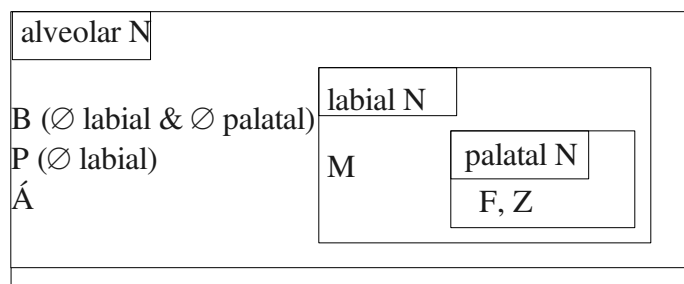 alveolar N
labial N
B (∅ labial & ∅ palatal)
P (∅ labial)
M
palatal N
Á
F, Z